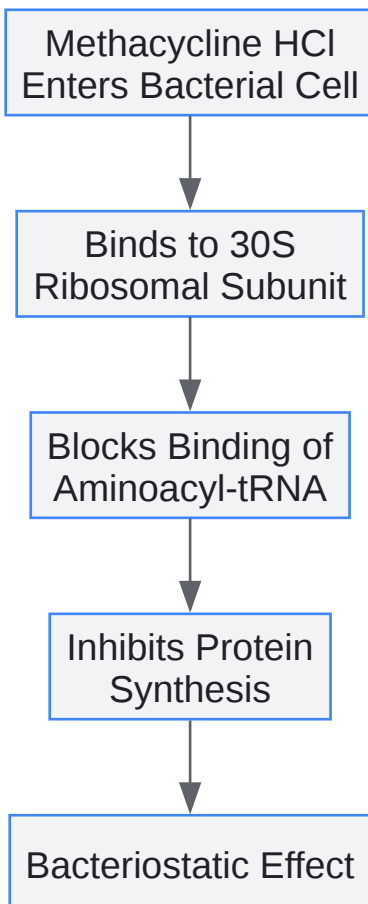 Methacycline HCl
Enters Bacterial Cell
Binds to 30S
Ribosomal Subunit
Blocks Binding of
Aminoacyl-tRNA
Inhibits Protein
Synthesis
Bacteriostatic Effect